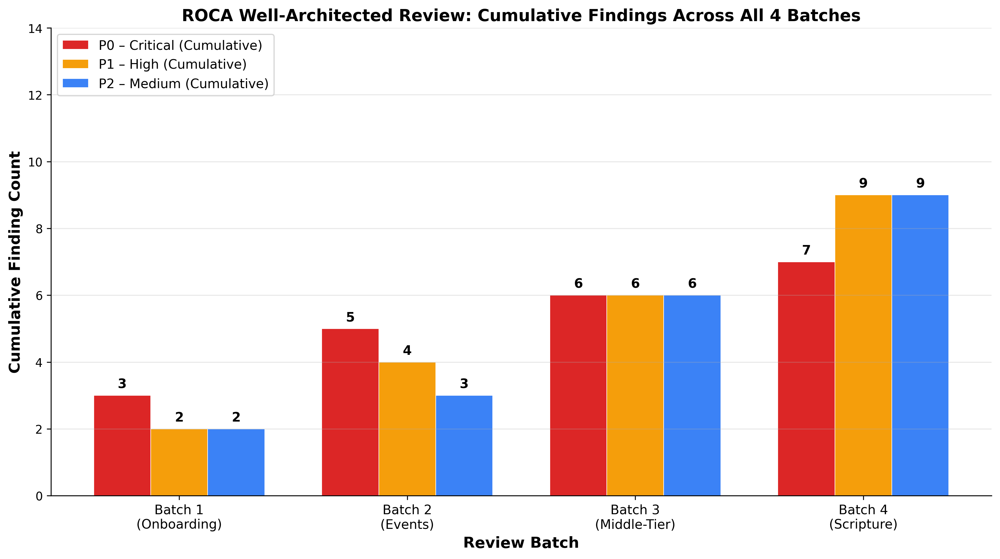 ROCA Well-Architected Review: Cumulative Findings Across All 4 Batches
P0 – Critical (Cumulative)
P1 – High (Cumulative)
P2 – Medium (Cumulative)
Cumulative Finding Count
14
12
10
8
6
4
2
0
3
2
2
5
4
3
6
6
6
7
9
9
Batch 1
(Onboarding)
Batch 2
(Events)
Batch 3
(Middle-Tier)
Batch 4
(Scripture)
Review Batch